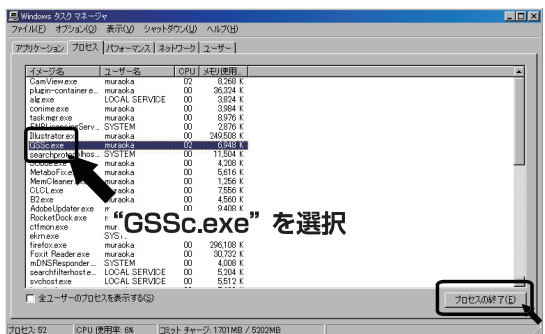 Windows タスク マネージャ
ファイル(F) オプション(O) 表示(V) シャットダウン(U) ヘルプ(H)
アプリケーション プロセス パフォーマンス ネットワーク ユーザー
イメージ名 ユーザー名 CPU メモリ使用...
CamView.exe muraoka 02 8,268 K
plugin-container.e... muraoka 00 36,324 K
alg.exe LOCAL SERVICE 00 3,824 K
conime.exe muraoka 00 3,984 K
taskmgr.exe muraoka 00 8,976 K
SYSTEM 00 2,876 K
Illustrator.ex muraoka 00 249,508 K
GSSc.exe muraoka 02 6,948 K
searchprotocolhos... SYSTEM 00 11,504 K
muraoka 00 4,208 K
MetaboFix.e muraoka 00 5,616 K
MemCleaner. muraoka 00 1,256 K
CLCL.exe muraoka 00 7,556 K
B2.exe muraoka 00 4,560 K
AdobeUpdater.exe 00 9,408 K
RocketDock.exe
ctfmon.exe
ekrn.exe
"GSSc.exe" を選択
firefox.exe muraoka 00 296,108 K
Foxit Reader.exe muraoka 00 30,732 K
mDNSResponder... SYSTEM 00 4,008 K
searchfilterhost.e... LOCAL SERVICE 00 5,204 K
svchost.exe LOCAL SERVICE 00 5,512 K
全ユーザーのプロセスを表示する(S)
プロセスの終了(E)
プロセス: 52 CPU 使用率: 6% コミット チャージ: 1701MB / 5202MB